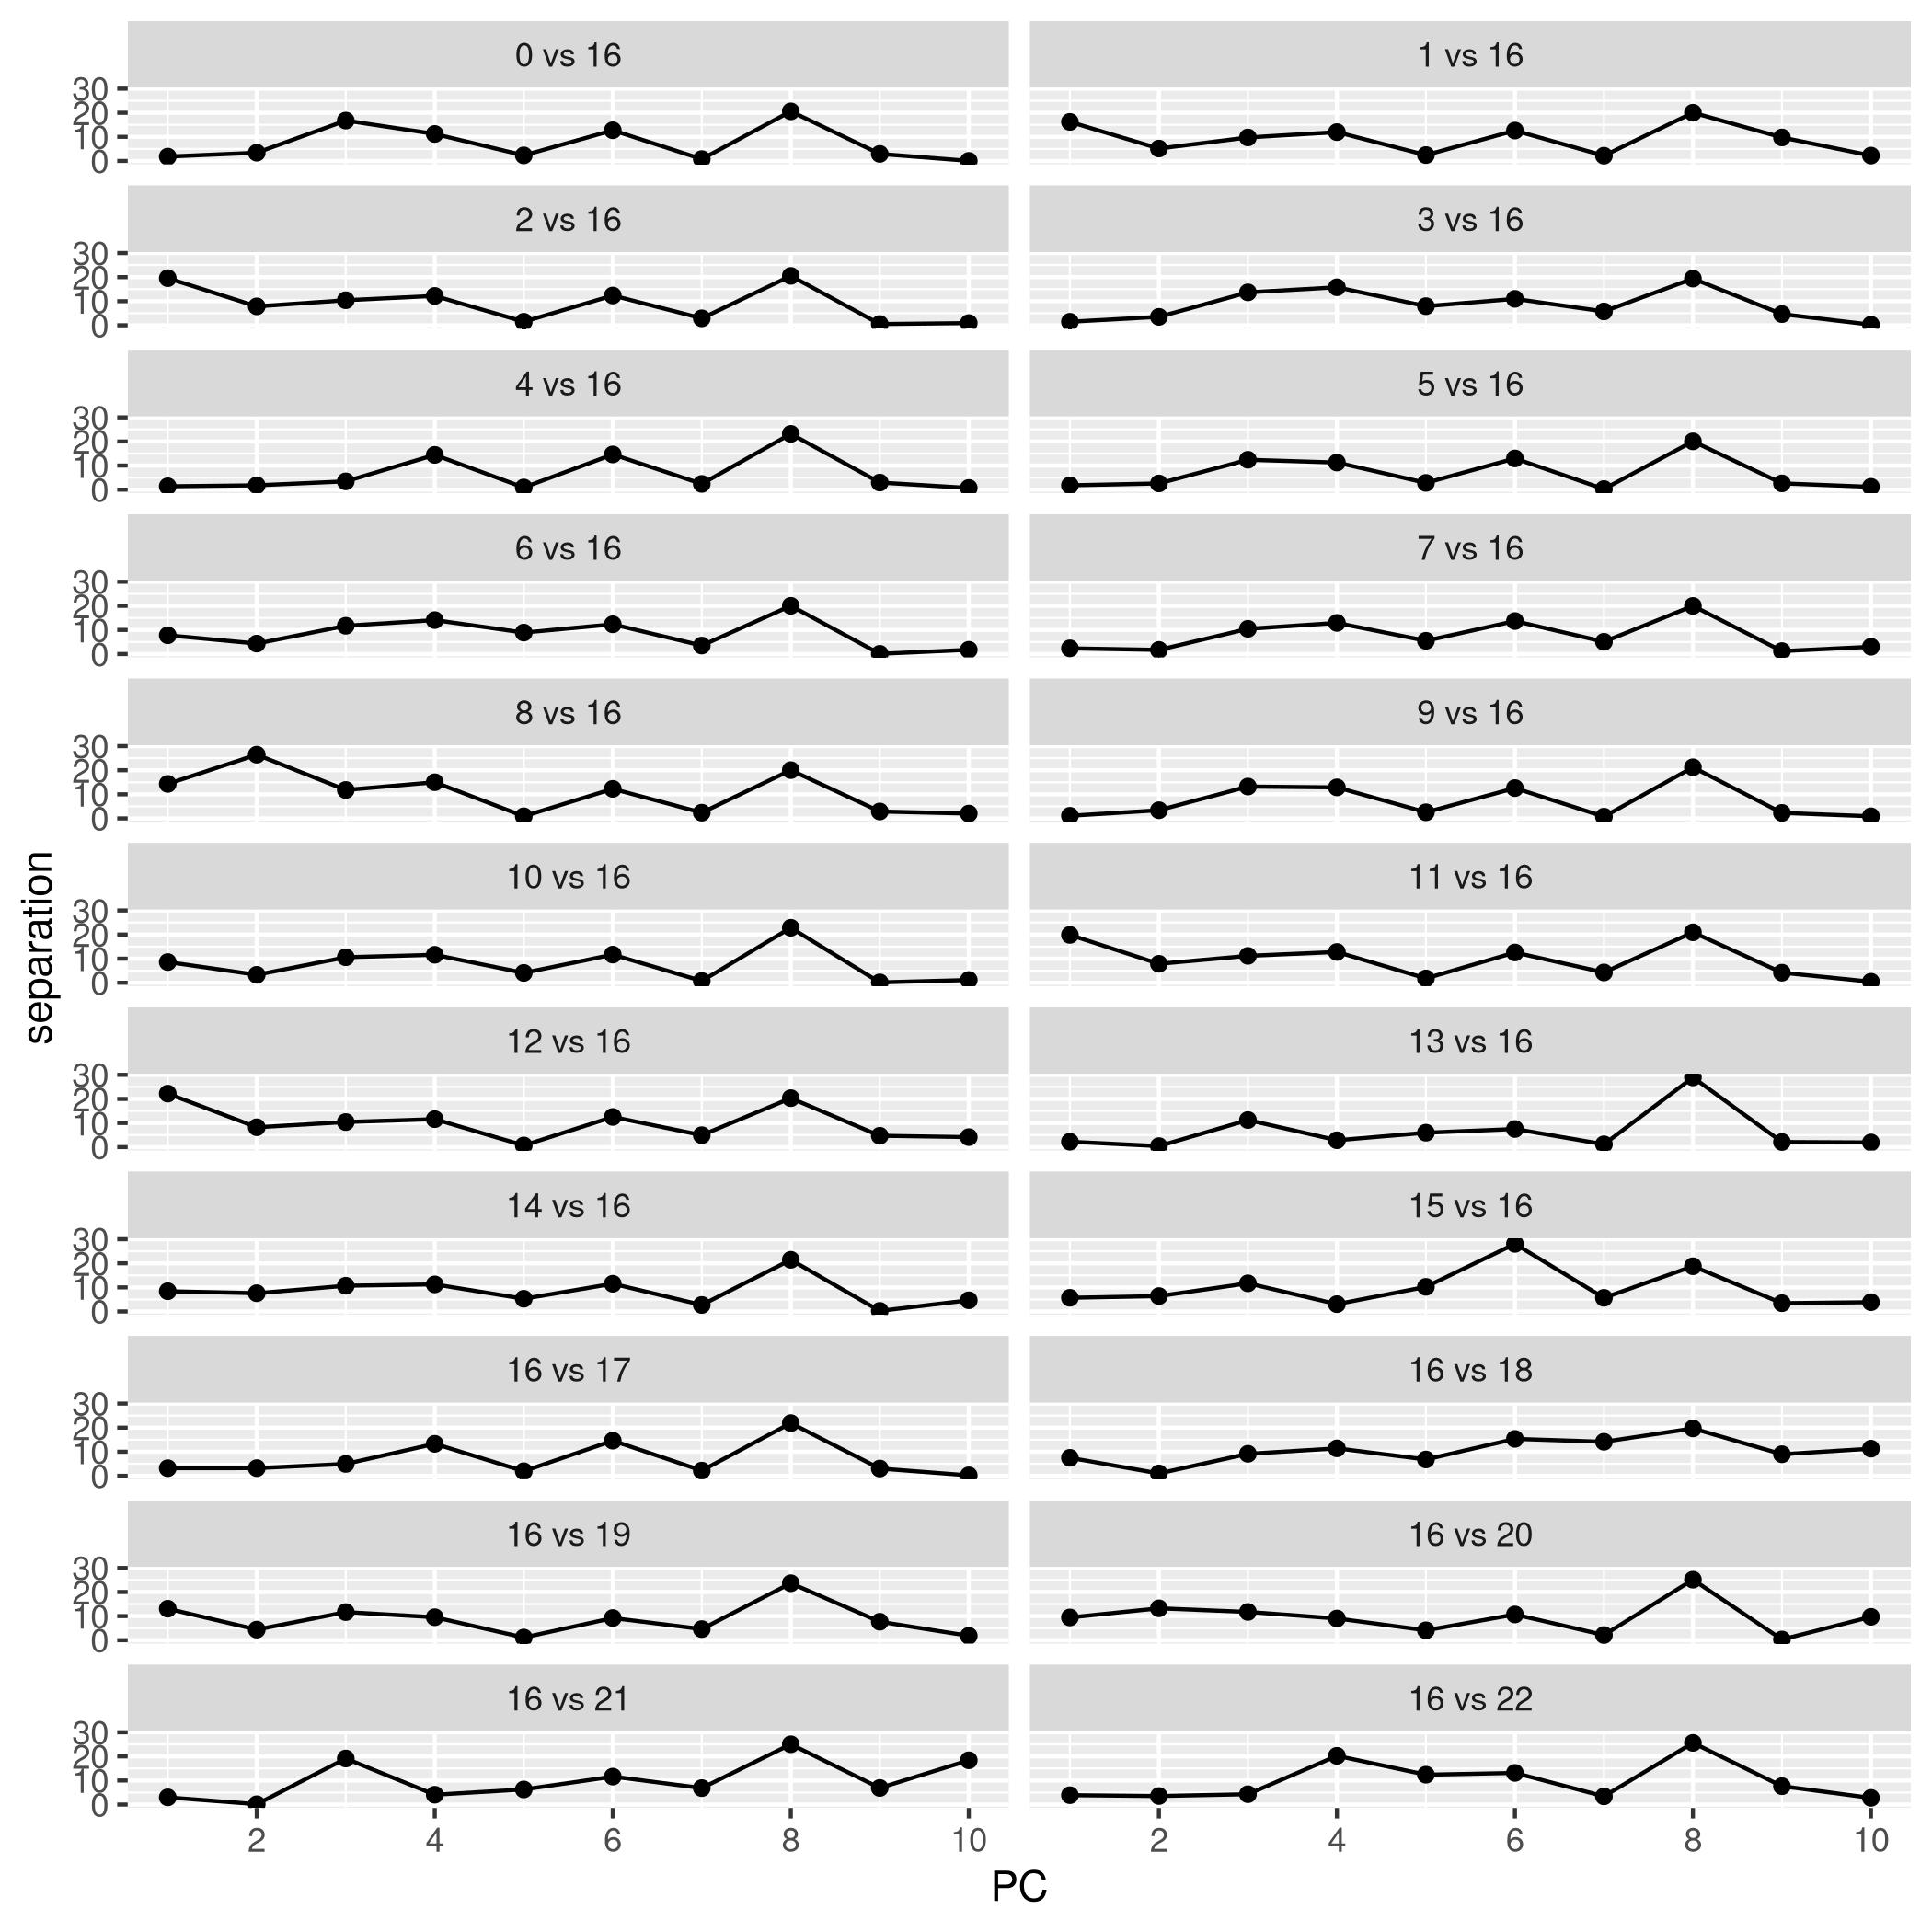 0 vs 16
1 vs 16
30
20
10
0
2 vs 16
3 vs 16
30
20
10
0
4 vs 16
5 vs 16
30
20
10
0
6 vs 16
7 vs 16
30
20
10
0
8 vs 16
9 vs 16
30
20
10
0
10 vs 16
11 vs 16
30
20
10
0
12 vs 16
13 vs 16
30
20
10
0
14 vs 16
15 vs 16
30
20
10
0
16 vs 17
16 vs 18
30
20
10
0
16 vs 19
16 vs 20
30
20
10
0
16 vs 21
16 vs 22
30
20
10
0
2 4 6 8 10
2 4 6 8 10
PC
separation